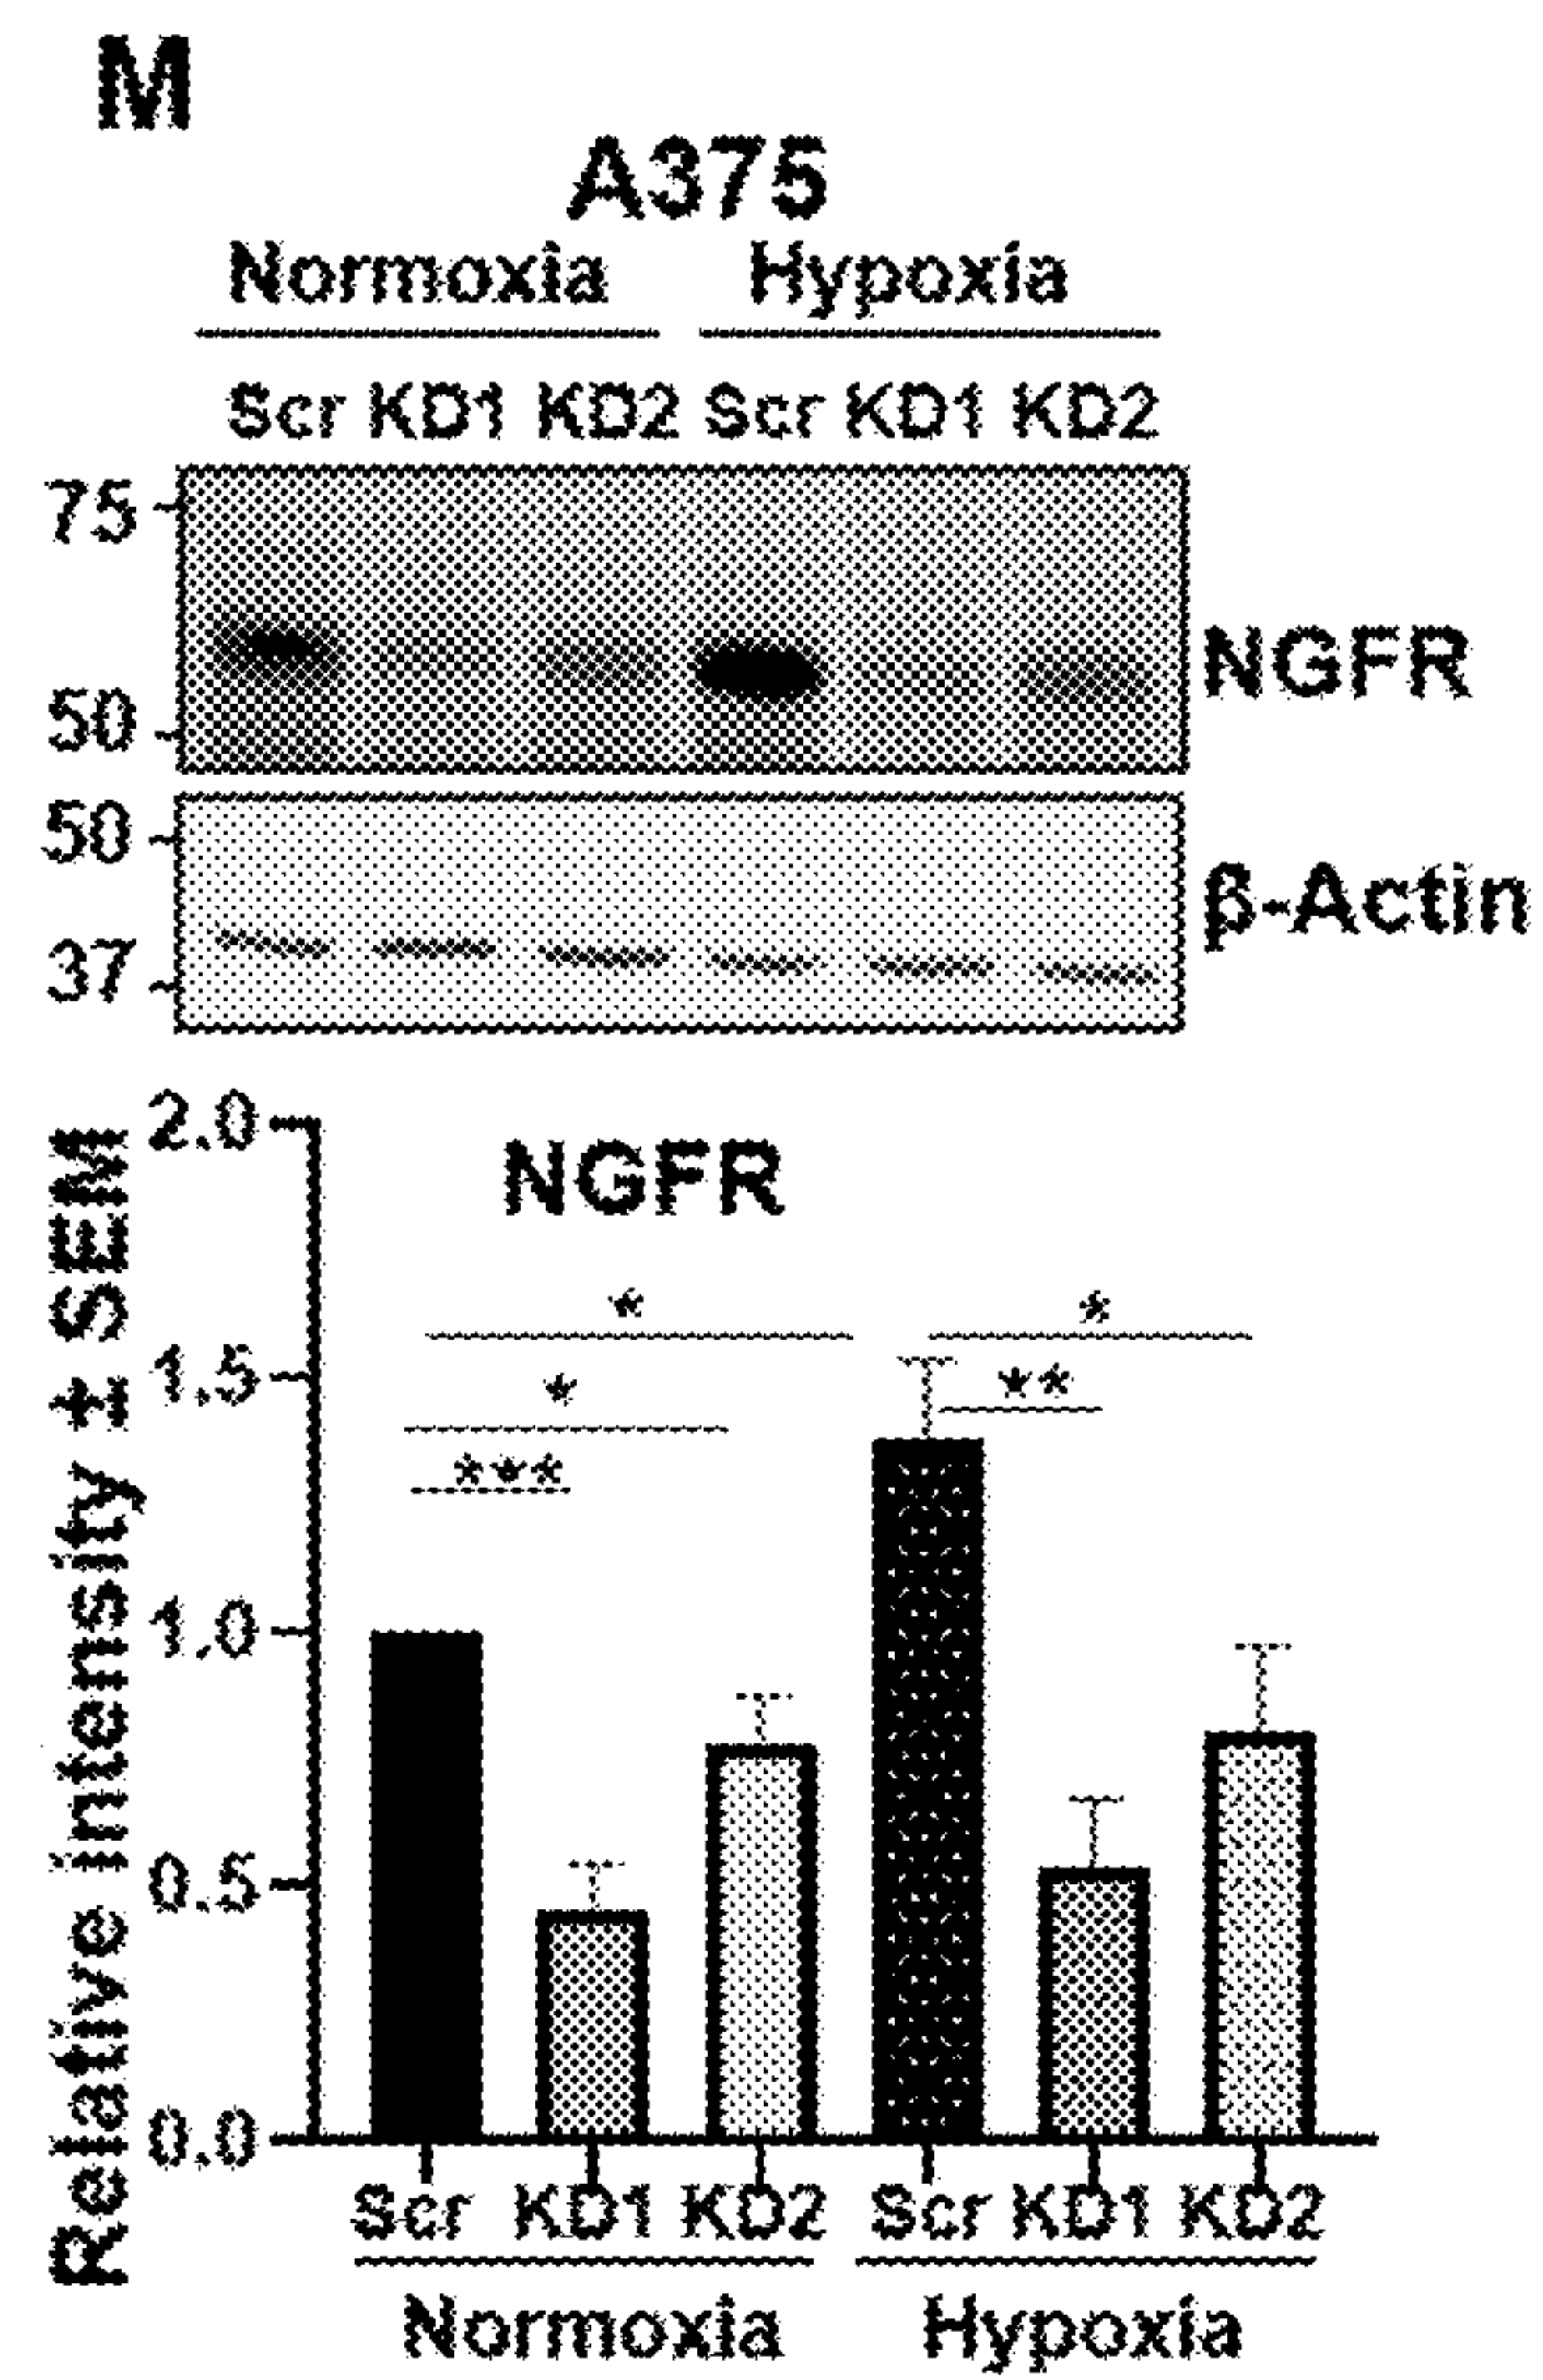 M
A375
Normoxia Hypoxia
Scr KD1 KD2 Scr KD1 KD2
75
NGFR
50
50
β-Actin
37
Relative intensity ± SEM
2.0
NGFR
* *
1.5
* **
***
1.0
0.5
0.0
Scr KD1 KD2 Scr KD1 KD2
Normoxia Hypoxia